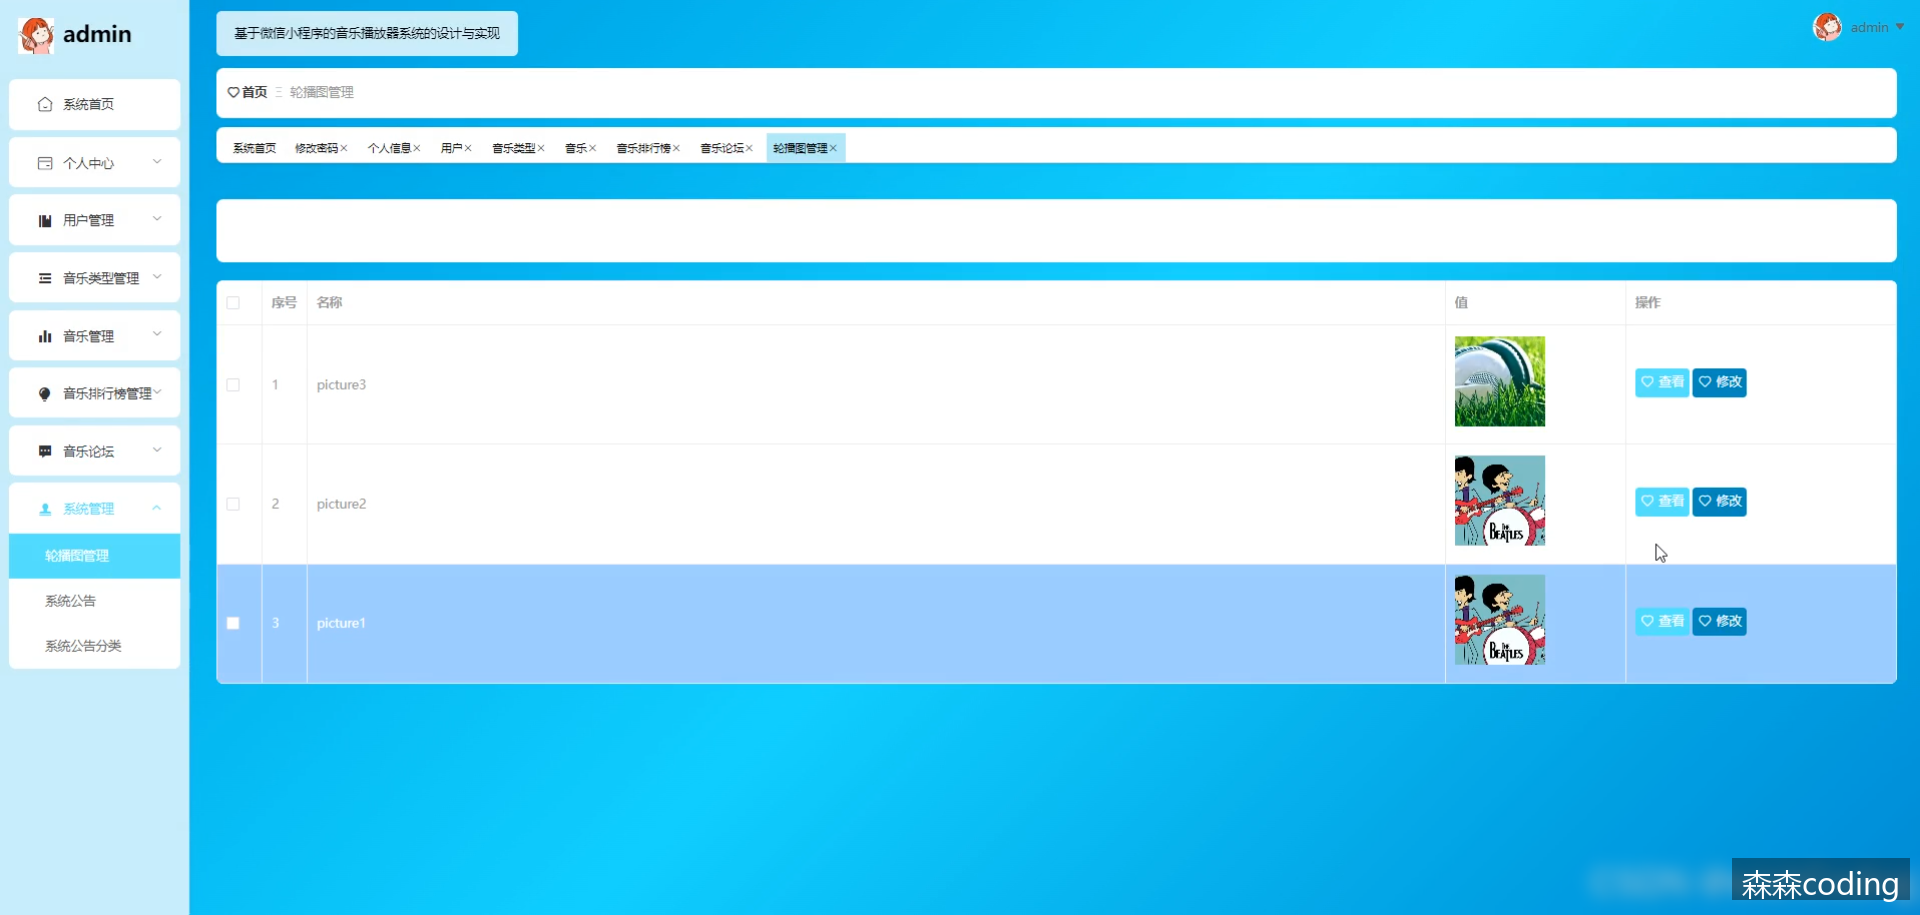 admin
基于微信小程序的音乐播放器系统的设计与实现
admin
首页 轮播图管理
系统首页 修改密码× 个人信息× 用户× 音乐类型× 音乐× 音乐排行榜× 音乐论坛× 轮播图管理×
系统首页
个人中心
用户管理
音乐类型管理
音乐管理
音乐排行榜管理
音乐论坛
系统管理
轮播图管理
系统公告
系统公告分类
序号 名称 值 操作
1 picture3 查看 修改
2 picture2 THE BEATLES 查看 修改
3 picture1 THE BEATLES 查看 修改
森森coding